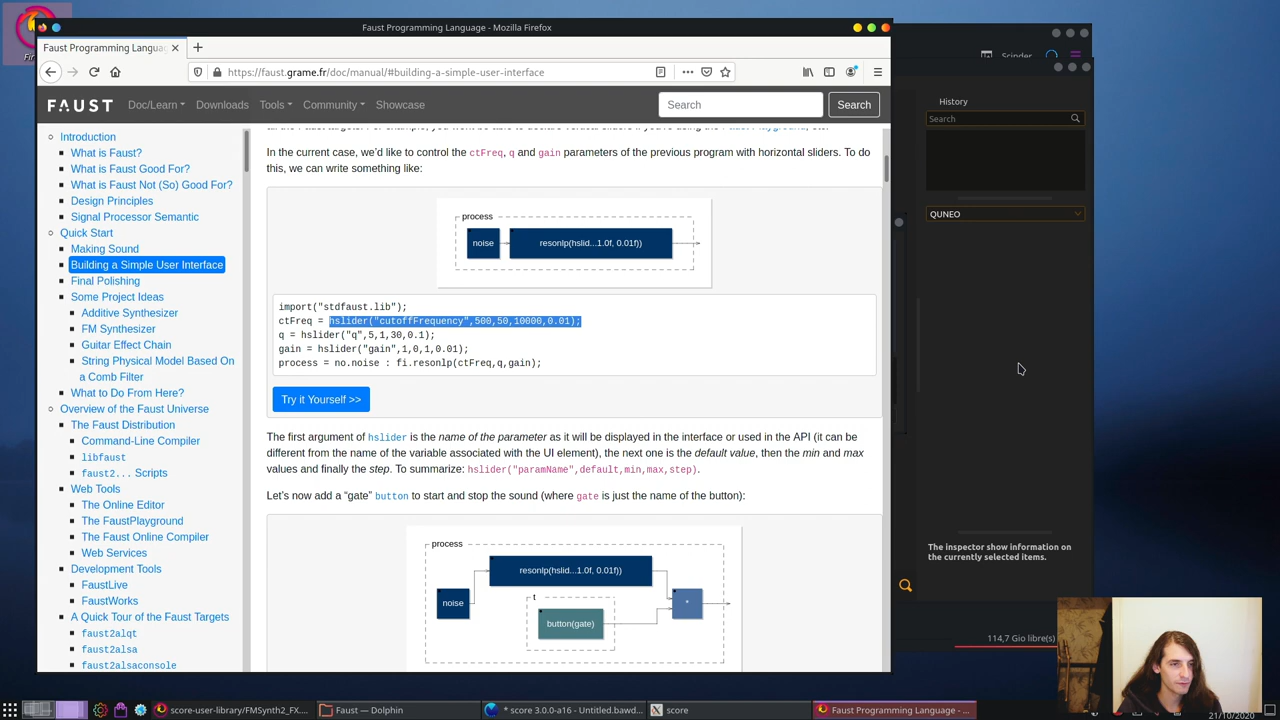 Faust Programming Language - Mozilla Firefox
Faust Programming Langua
https://faust.grame.fr/doc/manual/#building-a-simple-user-interface
Scinder
FAUST
Doc/Learn
Downloads
Tools
Community
Showcase
Search
Search
History
Search
QUNEO
The inspector show information on
the currently selected items.
114,7 Gio libre(s)
Introduction
What is Faust?
What is Faust Good For?
What is Faust Not (So) Good For?
Design Principles
Signal Processor Semantic
Quick Start
Making Sound
Building a Simple User Interface
Final Polishing
Some Project Ideas
Additive Synthesizer
FM Synthesizer
Guitar Effect Chain
String Physical Model Based On
a Comb Filter
What to Do From Here?
Overview of the Faust Universe
The Faust Distribution
Command-Line Compiler
libfaust
faust2... Scripts
Web Tools
The Online Editor
The FaustPlayground
The Faust Online Compiler
Web Services
Development Tools
FaustLive
FaustWorks
A Quick Tour of the Faust Targets
faust2alqt
faust2alsa
faust2alsaconsole
In the current case, we'd like to control the ctFreq, q and gain parameters of the previous program with horizontal sliders. To do
this, we can write something like:
process
noise
resonlp(hslid...1.0f, 0.01f))
import("stdfaust.lib");
ctFreq = hslider("cutoffFrequency",500,50,10000,0.01);
q = hslider("q",5,1,30,0.1);
gain = hslider("gain",1,0,1,0.01);
process = no.noise : fi.resonlp(ctFreq,q,gain);
Try it Yourself >>
The first argument of hslider is the name of the parameter as it will be displayed in the interface or used in the API (it can be
different from the name of the variable associated with the UI element), the next one is the default value, then the min and max
values and finally the step. To summarize: hslider("paramName",default,min,max,step).
Let's now add a “gate” button to start and stop the sound (where gate is just the name of the button):
process
resonlp(hslid...1.0f, 0.01f))
noise
t
button(gate)
*
score-user-library/FMSynth2_FX....
Faust — Dolphin
* score 3.0.0-a16 - Untitled.bawd...
score
Faust Programming Language - ...
21/10/2020